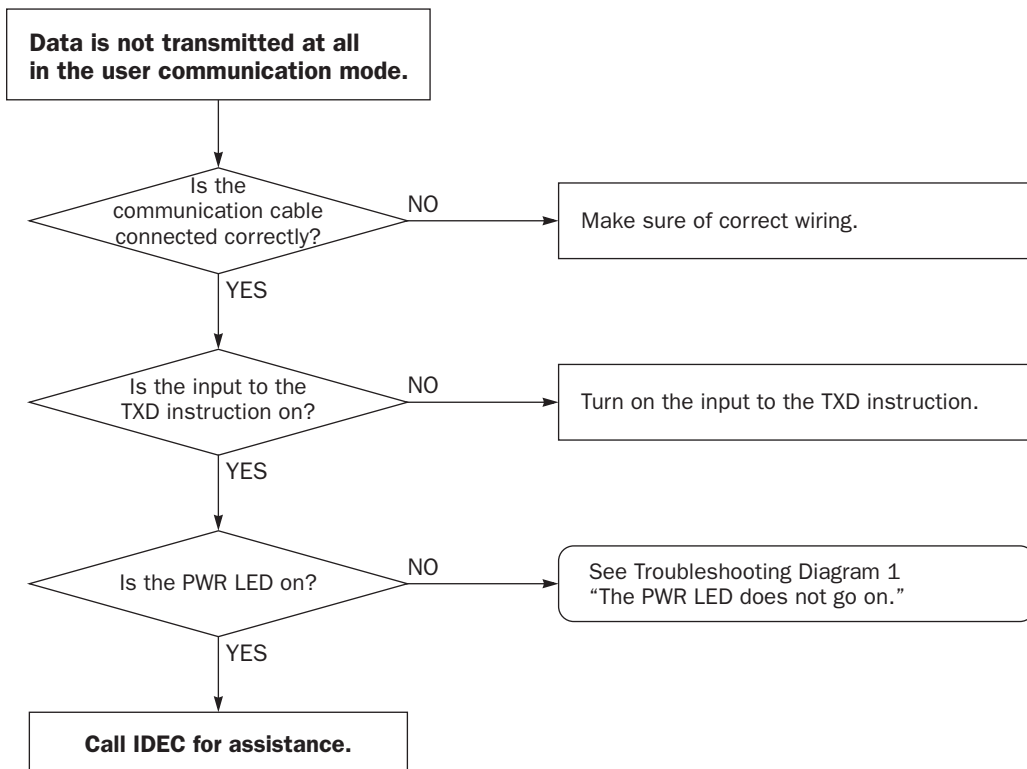 Data is not transmitted at all
in the user communication mode.
Is the
communication cable
connected correctly?
NO
Make sure of correct wiring.
YES
Is the input to the
TXD instruction on?
NO
Turn on the input to the TXD instruction.
YES
Is the PWR LED on?
NO
See Troubleshooting Diagram 1
“The PWR LED does not go on.”
YES
Call IDEC for assistance.